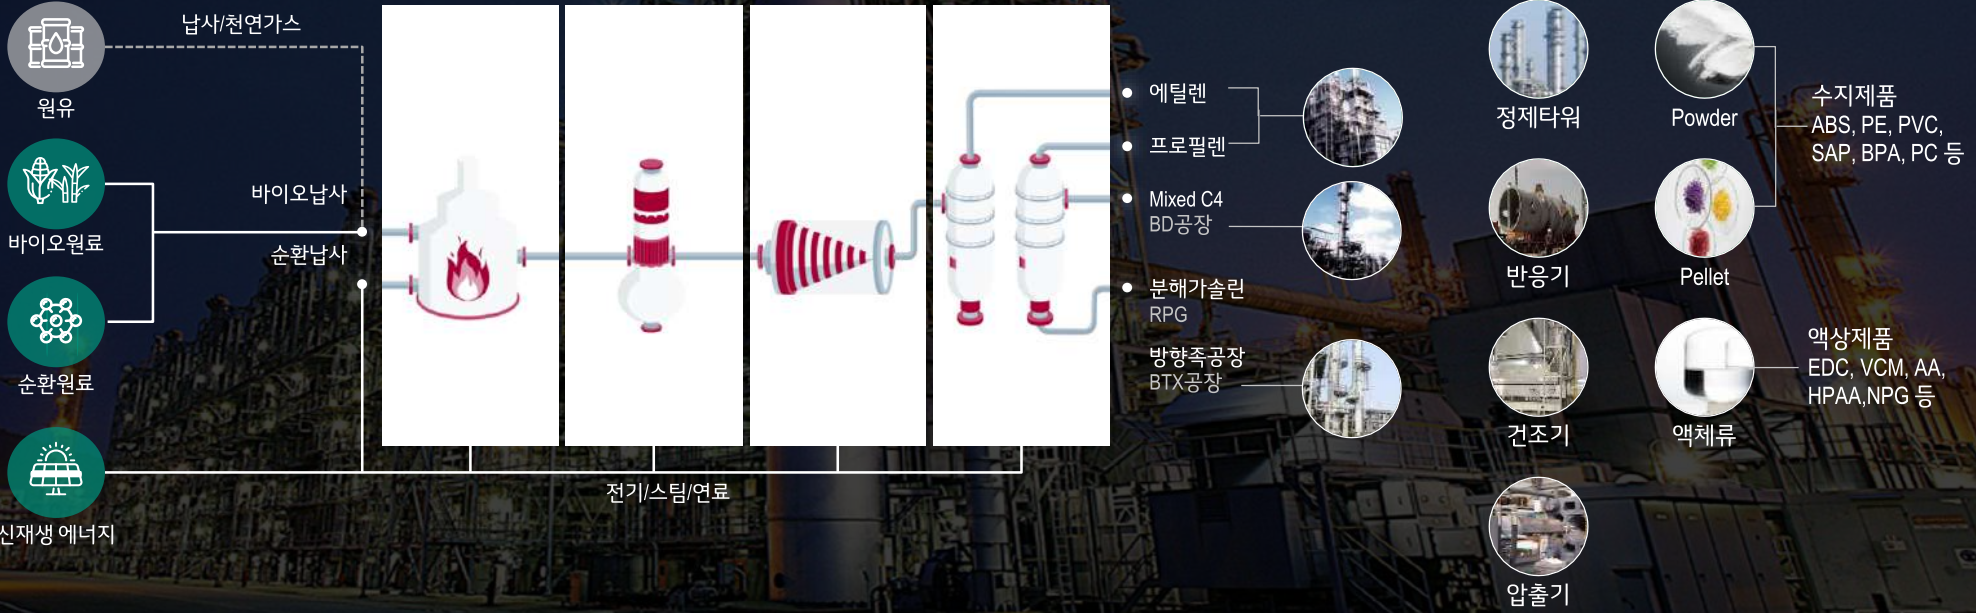 납사/천연가스
원유
바이오납사
바이오원료
순환납사
순환원료
신재생 에너지
전기/스팀/연료
에틸렌
프로필렌
Mixed C4
BD공장
분해가솔린
RPG
방향족공장
BTX공장
정제타워
반응기
건조기
압출기
Powder
Pellet
액체류
수지제품
ABS, PE, PVC,
SAP, BPA, PC 등
액상제품
EDC, VCM, AA,
HPAA,NPG 등